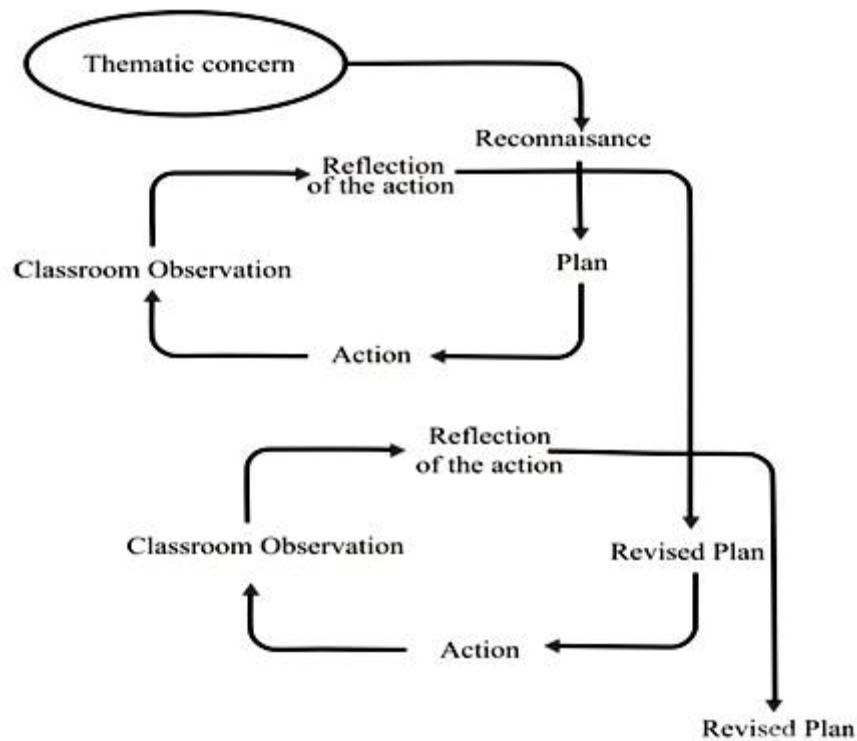 Thematic concern
Reconnaisance
Reflection
of the action
Classroom Observation
Plan
Action
Reflection
of the action
Classroom Observation
Revised Plan
Action
Revised Plan